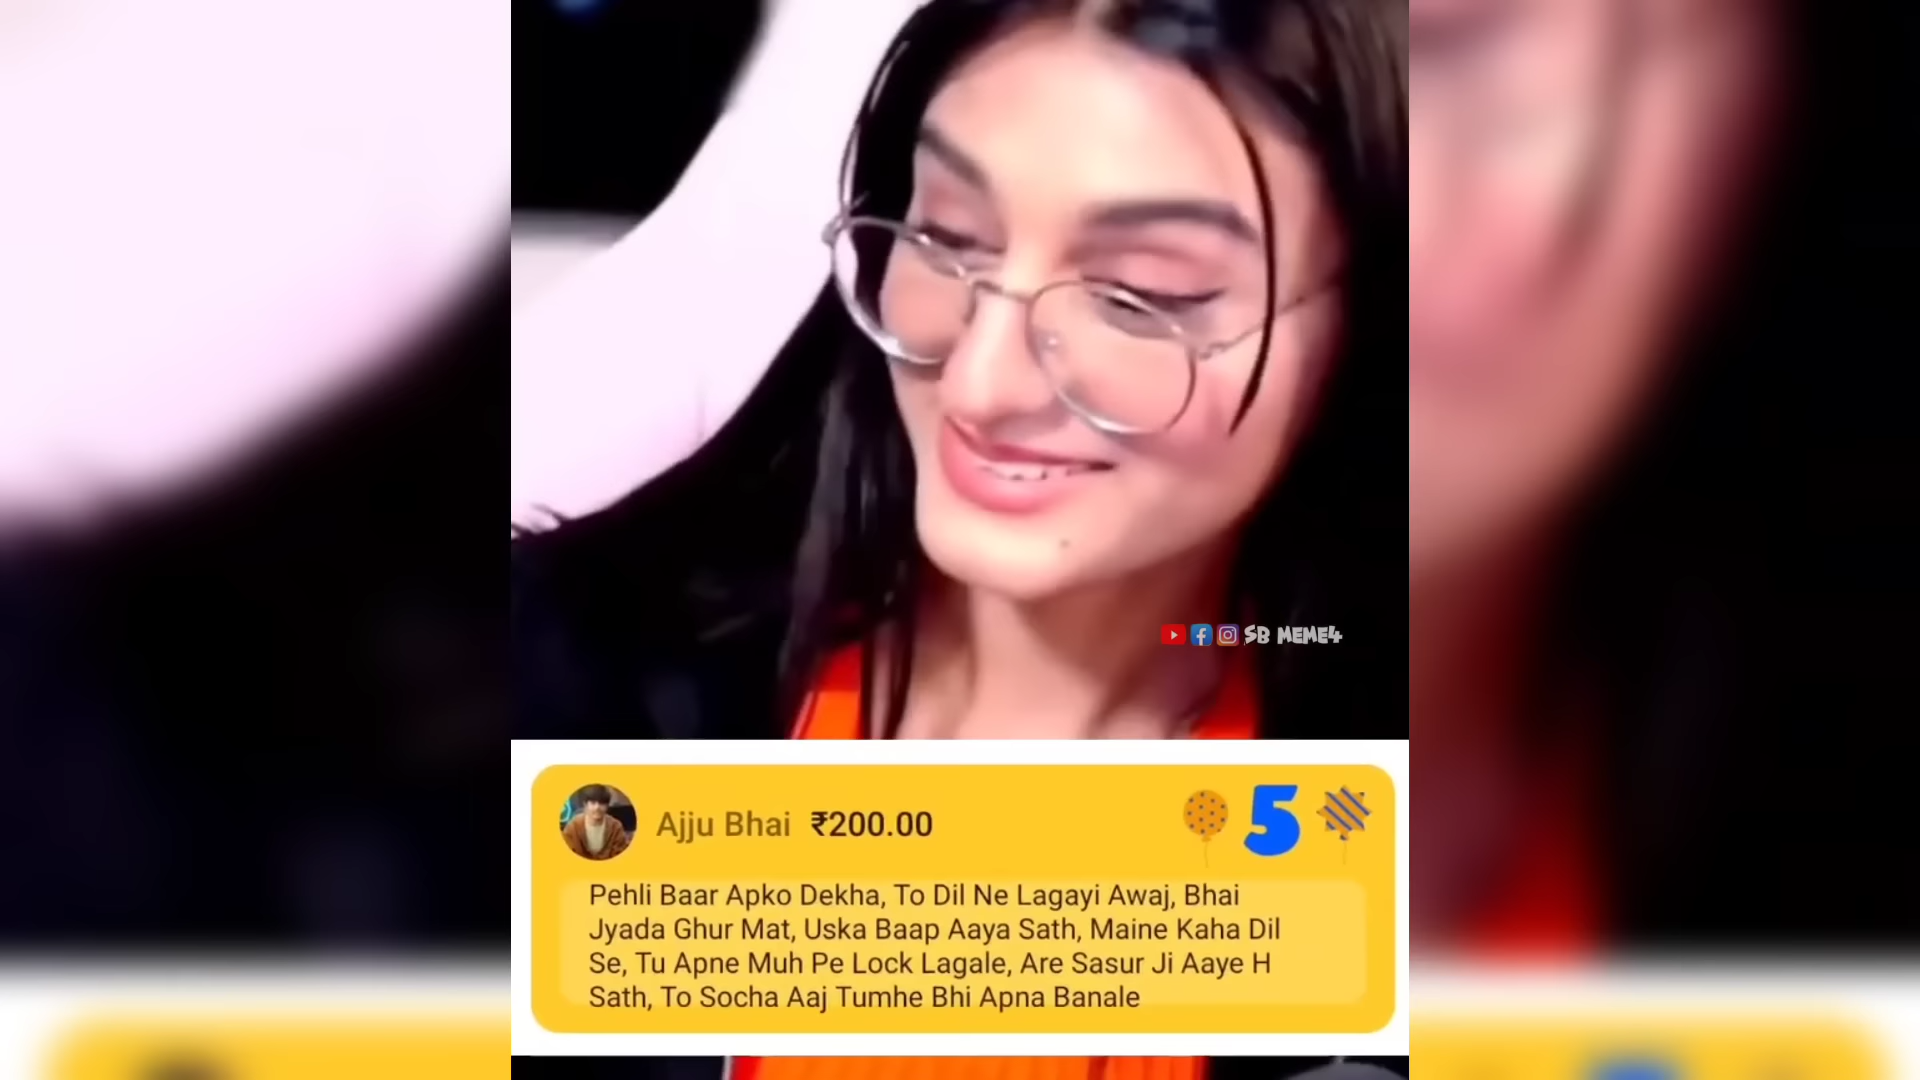 SB MEME4
Ajju Bhai ₹200.00
5
Pehli Baar Apko Dekha, To Dil Ne Lagayi Awaj, Bhai
Jyada Ghur Mat, Uska Baap Aaya Sath, Maine Kaha Dil
Se, Tu Apne Muh Pe Lock Lagale, Are Sasur Ji Aaye H
Sath, To Socha Aaj Tumhe Bhi Apna Banale